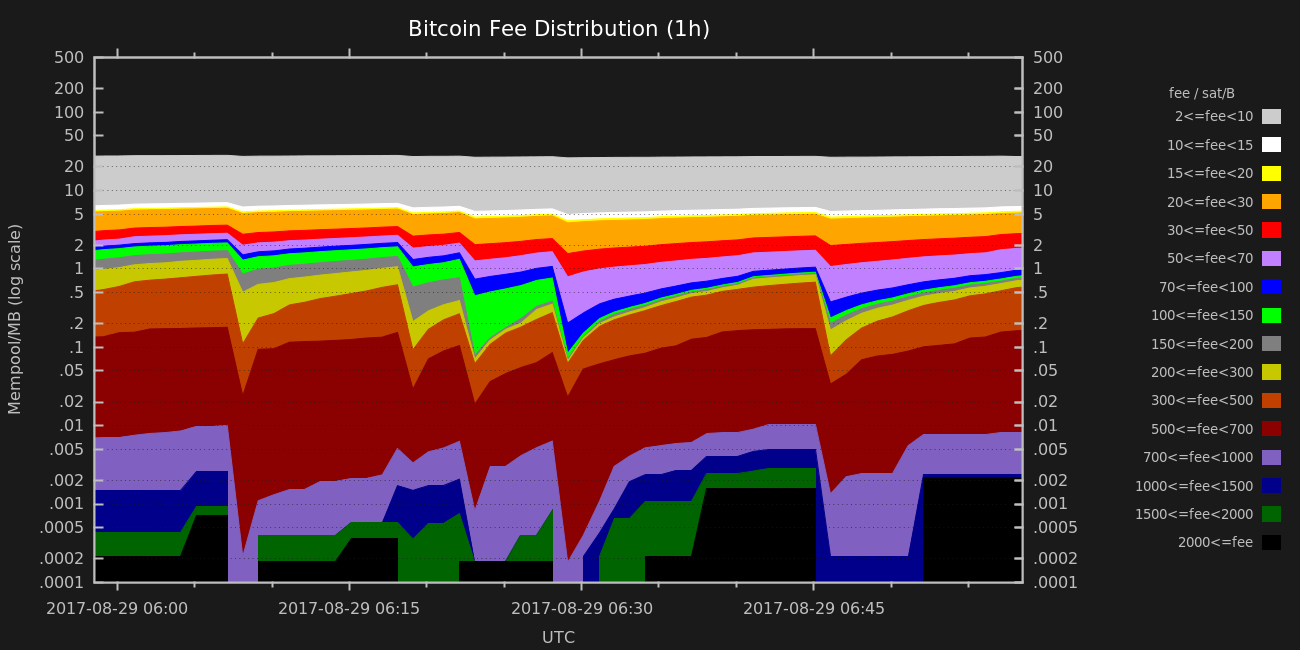 Bitcoin Fee Distribution (1h)
500 500
200 200
100 100
50 50
20 20
10 10
5 5
2 2
1 1
.5 .5
.2 .2
.1 .1
.05 .05
.02 .02
.01 .01
.005 .005
.002 .002
.001 .001
.0005 .0005
.0002 .0002
.0001 .0001
Mempool/MB (log scale)
2017-08-29 06:00 2017-08-29 06:15 2017-08-29 06:30 2017-08-29 06:45
UTC
fee / sat/B
2<=fee<10
10<=fee<15
15<=fee<20
20<=fee<30
30<=fee<50
50<=fee<70
70<=fee<100
100<=fee<150
150<=fee<200
200<=fee<300
300<=fee<500
500<=fee<700
700<=fee<1000
1000<=fee<1500
1500<=fee<2000
2000<=fee